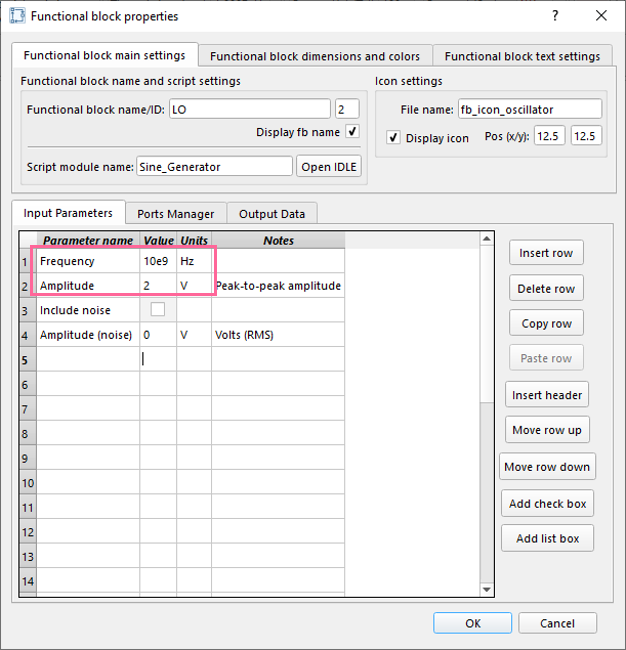 Functional block properties ? ×
Functional block main settings Functional block dimensions and colors Functional block text settings
Functional block name and script settings Icon settings
Functional block name/ID: LO 2 File name: fb_icon_oscillator
Display fb name Display icon Pos (x/y): 12.5 12.5
Script module name: Sine_Generator Open IDLE
Input Parameters Ports Manager Output Data
Parameter name Value Units Notes
1 Frequency 10e9 Hz
2 Amplitude 2 V Peak-to-peak amplitude
3 Include noise
4 Amplitude (noise) 0 V Volts (RMS)
5
6
7
8
9
10
11
12
13
14
Insert row
Delete row
Copy row
Paste row
Insert header
Move row up
Move row down
Add check box
Add list box
OK Cancel